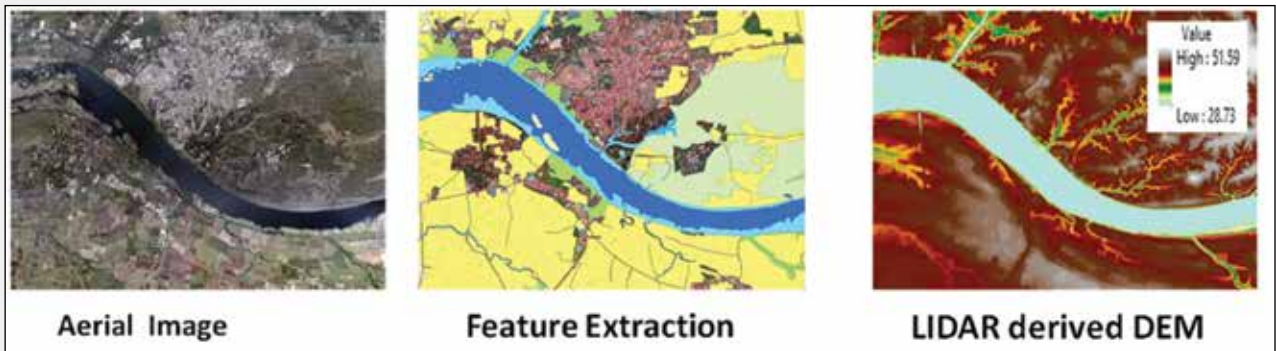 Value
High : 51.59
Low : 28.73
Aerial Image
Feature Extraction
LIDAR derived DEM